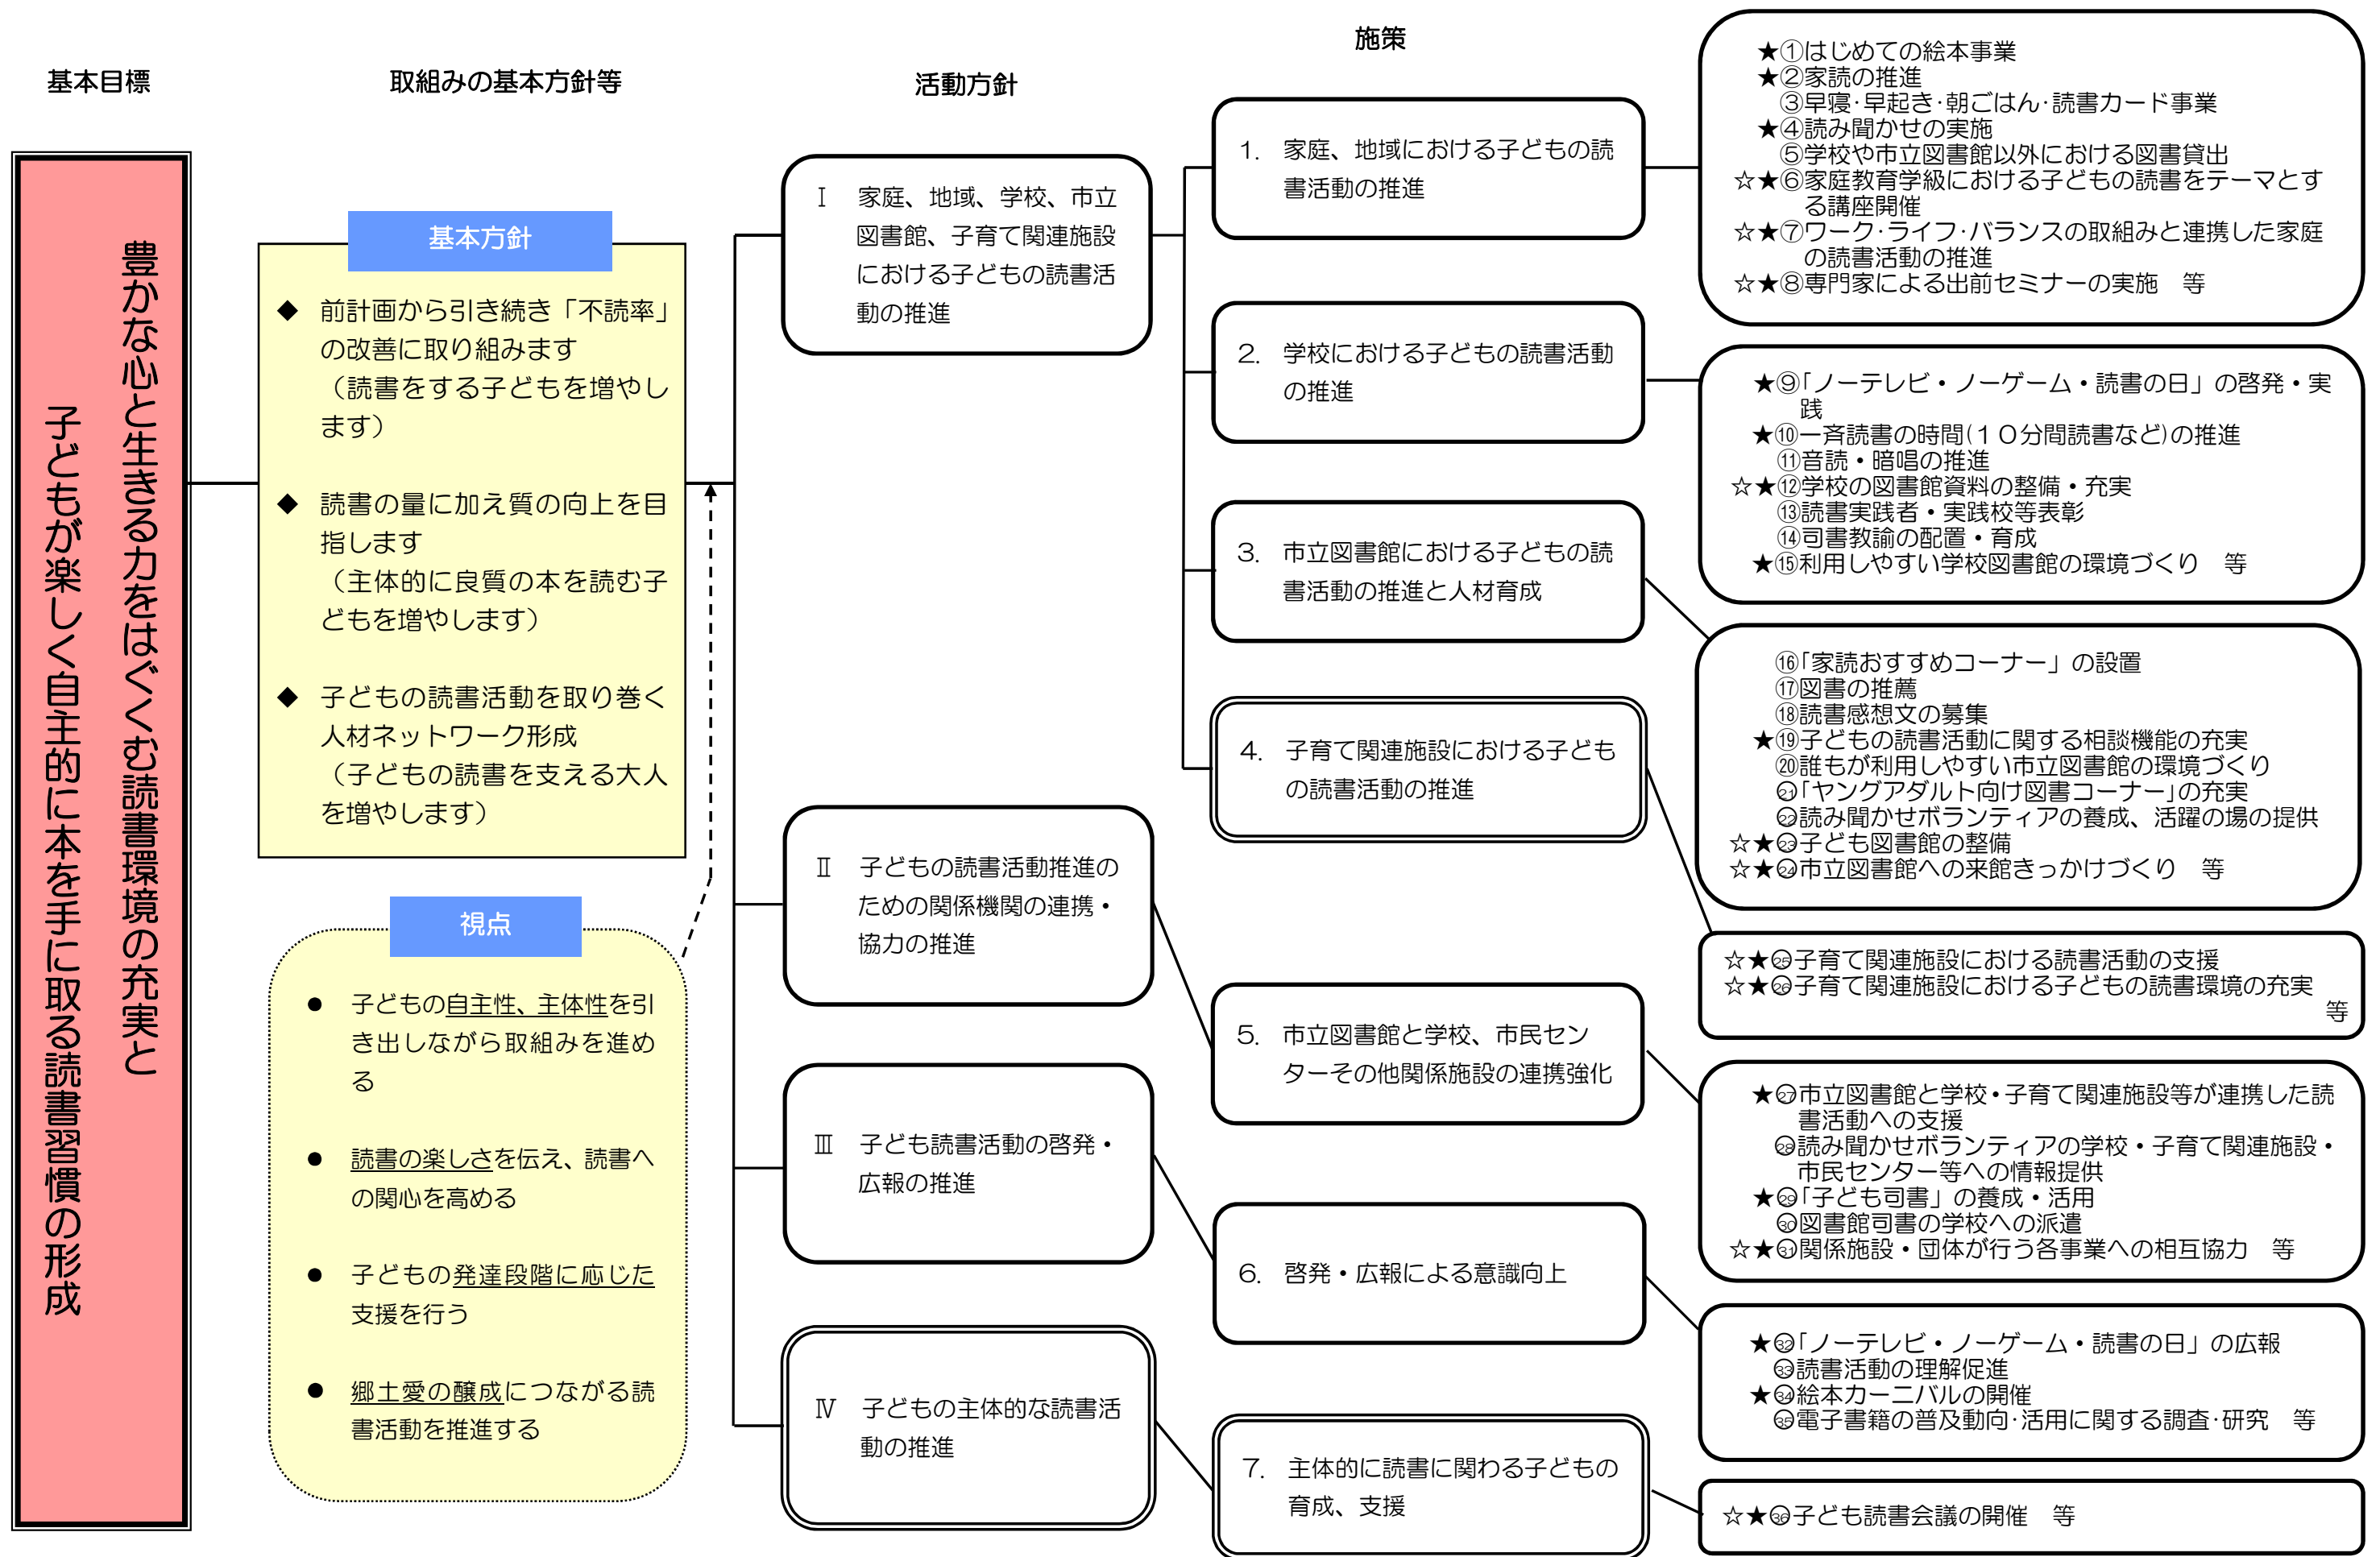 基本目標
豊かな心と生きる力をはぐくむ読書環境の充実と
子どもが楽しく自主的に本を手に取る読書習慣の形成
取組みの基本方針等
基本方針
◆ 前計画から引き続き「不読率」
の改善に取り組みます
（読書をする子どもを増やし
ます）
◆ 読書の量に加え質の向上を目
指します
（主体的に良質の本を読む子
どもを増やします）
◆ 子どもの読書活動を取り巻く
人材ネットワーク形成
（子どもの読書を支える大人
を増やします）
視点
● 子どもの自主性、主体性を引
き出しながら取組みを進め
る
● 読書の楽しさを伝え、読書へ
の関心を高める
● 子どもの発達段階に応じた
支援を行う
● 郷土愛の醸成につながる読
書活動を推進する
活動方針
Ⅰ 家庭、地域、学校、市立
図書館、子育て関連施設
における子どもの読書活
動の推進
Ⅱ 子どもの読書活動推進の
ための関係機関の連携・
協力の推進
Ⅲ 子ども読書活動の啓発・
広報の推進
Ⅳ 子どもの主体的な読書活
動の推進
施策
1. 家庭、地域における子どもの読
書活動の推進
2. 学校における子どもの読書活動
の推進
3. 市立図書館における子どもの読
書活動の推進と人材育成
4. 子育て関連施設における子ども
の読書活動の推進
5. 市立図書館と学校、市民セン
ターその他関係施設の連携強化
6. 啓発・広報による意識向上
7. 主体的に読書に関わる子どもの
育成、支援
★①はじめての絵本事業
★②家読の推進
③早寝・早起き・朝ごはん・読書カード事業
★④読み聞かせの実施
⑤学校や市立図書館以外における図書貸出
☆★⑥家庭教育学級における子どもの読書をテーマとす
る講座開催
☆★⑦ワーク・ライフ・バランスの取組みと連携した家庭
の読書活動の推進
☆★⑧専門家による出前セミナーの実施　等
★⑨「ノーテレビ・ノーゲーム・読書の日」の啓発・実
践
★⑩一斉読書の時間(１０分間読書など)の推進
⑪音読・暗唱の推進
☆★⑫学校の図書館資料の整備・充実
⑬読書実践者・実践校等表彰
⑭司書教諭の配置・育成
★⑮利用しやすい学校図書館の環境づくり　等
⑯「家読おすすめコーナー」の設置
⑰図書の推薦
⑱読書感想文の募集
★⑲子どもの読書活動に関する相談機能の充実
⑳誰もが利用しやすい市立図書館の環境づくり
㉑「ヤングアダルト向け図書コーナー」の充実
㉒読み聞かせボランティアの養成、活躍の場の提供
☆★㉓子ども図書館の整備
☆★㉔市立図書館への来館きっかけづくり　等
☆★㉕子育て関連施設における読書活動の支援
☆★㉖子育て関連施設における子どもの読書環境の充実
等
★㉗市立図書館と学校・子育て関連施設等が連携した読
書活動への支援
㉘読み聞かせボランティアの学校・子育て関連施設・
市民センター等への情報提供
★㉙「子ども司書」の養成・活用
㉚図書館司書の学校への派遣
☆★㉛関係施設・団体が行う各事業への相互協力　等
★㉜「ノーテレビ・ノーゲーム・読書の日」の広報
㉝読書活動の理解促進
★㉞絵本カーニバルの開催
㉟電子書籍の普及動向・活用に関する調査・研究　等
☆★㊱子ども読書会議の開催　等